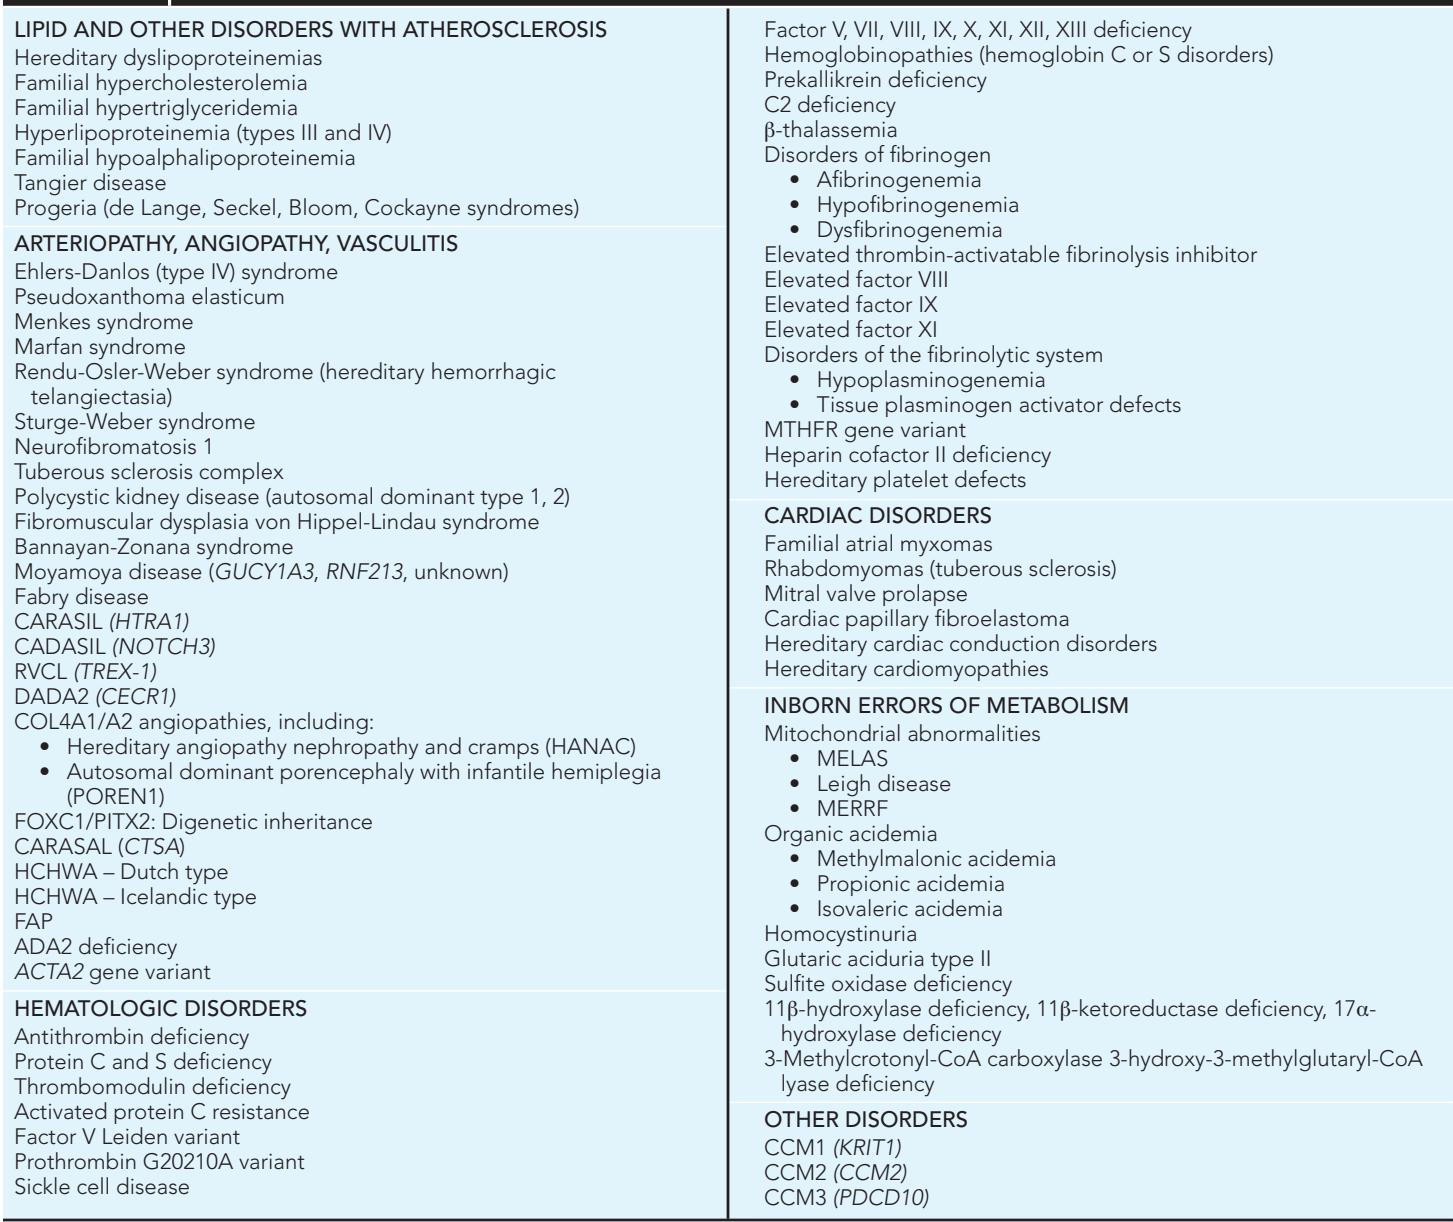 LIPID AND OTHER DISORDERS WITH ATHEROSCLEROSIS
Hereditary dyslipoproteinemias
Familial hypercholesterolemia
Familial hypertriglyceridemia
Hyperlipoproteinemia (types III and IV)
Familial hypoalphalipoproteinemia
Tangier disease
Progeria (de Lange, Seckel, Bloom, Cockayne syndromes)
ARTERIOPATHY, ANGIOPATHY, VASCULITIS
Ehlers-Danlos (type IV) syndrome
Pseudoxanthoma elasticum
Menkes syndrome
Marfan syndrome
Rendu-Osler-Weber syndrome (hereditary hemorrhagic
telangiectasia)
Sturge-Weber syndrome
Neurofibromatosis 1
Tuberous sclerosis complex
Polycystic kidney disease (autosomal dominant type 1, 2)
Fibromuscular dysplasia von Hippel-Lindau syndrome
Bannayan-Zonana syndrome
Moyamoya disease (GUCY1A3, RNF213, unknown)
Fabry disease
CARASIL (HTRA1)
CADASIL (NOTCH3)
RVCL (TREX-1)
DADA2 (CECR1)
COL4A1/A2 angiopathies, including:
• Hereditary angiopathy nephropathy and cramps (HANAC)
• Autosomal dominant porencephaly with infantile hemiplegia
(POREN1)
FOXC1/PITX2: Digenetic inheritance
CARASAL (CTSA)
HCHWA – Dutch type
HCHWA – Icelandic type
FAP
ADA2 deficiency
ACTA2 gene variant
HEMATOLOGIC DISORDERS
Antithrombin deficiency
Protein C and S deficiency
Thrombomodulin deficiency
Activated protein C resistance
Factor V Leiden variant
Prothrombin G20210A variant
Sickle cell disease
Factor V, VII, VIII, IX, X, XI, XII, XIII deficiency
Hemoglobinopathies (hemoglobin C or S disorders)
Prekallikrein deficiency
C2 deficiency
β-thalassemia
Disorders of fibrinogen
• Afibrinogenemia
• Hypofibrinogenemia
• Dysfibrinogenemia
Elevated thrombin-activatable fibrinolysis inhibitor
Elevated factor VIII
Elevated factor IX
Elevated factor XI
Disorders of the fibrinolytic system
• Hypoplasminogenemia
• Tissue plasminogen activator defects
MTHFR gene variant
Heparin cofactor II deficiency
Hereditary platelet defects
CARDIAC DISORDERS
Familial atrial myxomas
Rhabdomyomas (tuberous sclerosis)
Mitral valve prolapse
Cardiac papillary fibroelastoma
Hereditary cardiac conduction disorders
Hereditary cardiomyopathies
INBORN ERRORS OF METABOLISM
Mitochondrial abnormalities
• MELAS
• Leigh disease
• MERRF
Organic acidemia
• Methylmalonic acidemia
• Propionic acidemia
• Isovaleric acidemia
Homocystinuria
Glutaric aciduria type II
Sulfite oxidase deficiency
11β-hydroxylase deficiency, 11β-ketoreductase deficiency, 17α-
hydroxylase deficiency
3-Methylcrotonyl-CoA carboxylase 3-hydroxy-3-methylglutaryl-CoA
lyase deficiency
OTHER DISORDERS
CCM1 (KRIT1)
CCM2 (CCM2)
CCM3 (PDCD10)